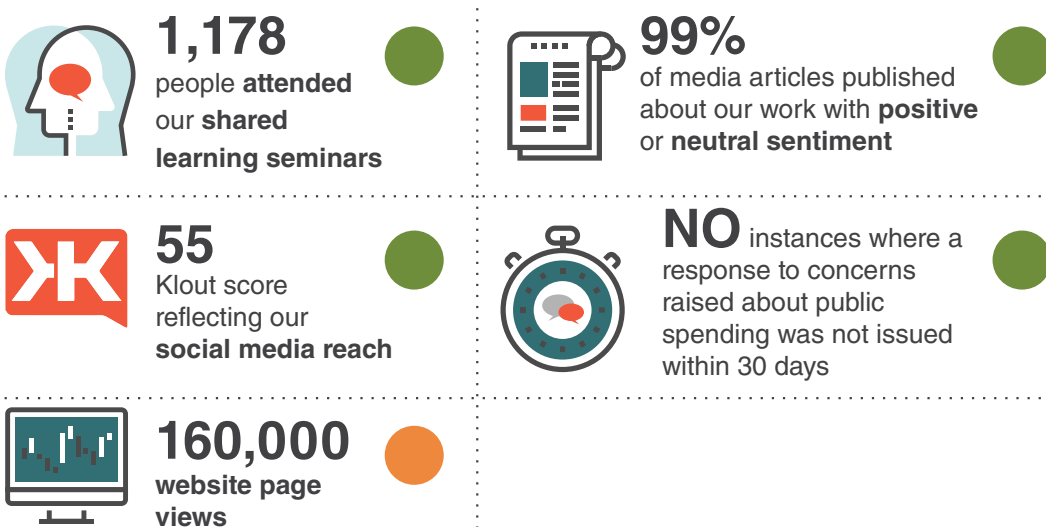 1,178
people attended
our shared
learning seminars
99%
of media articles published
about our work with positive
or neutral sentiment
55
Klout score
reflecting our
social media reach
NO instances where a
response to concerns
raised about public
spending was not issued
within 30 days
160,000
website page
views